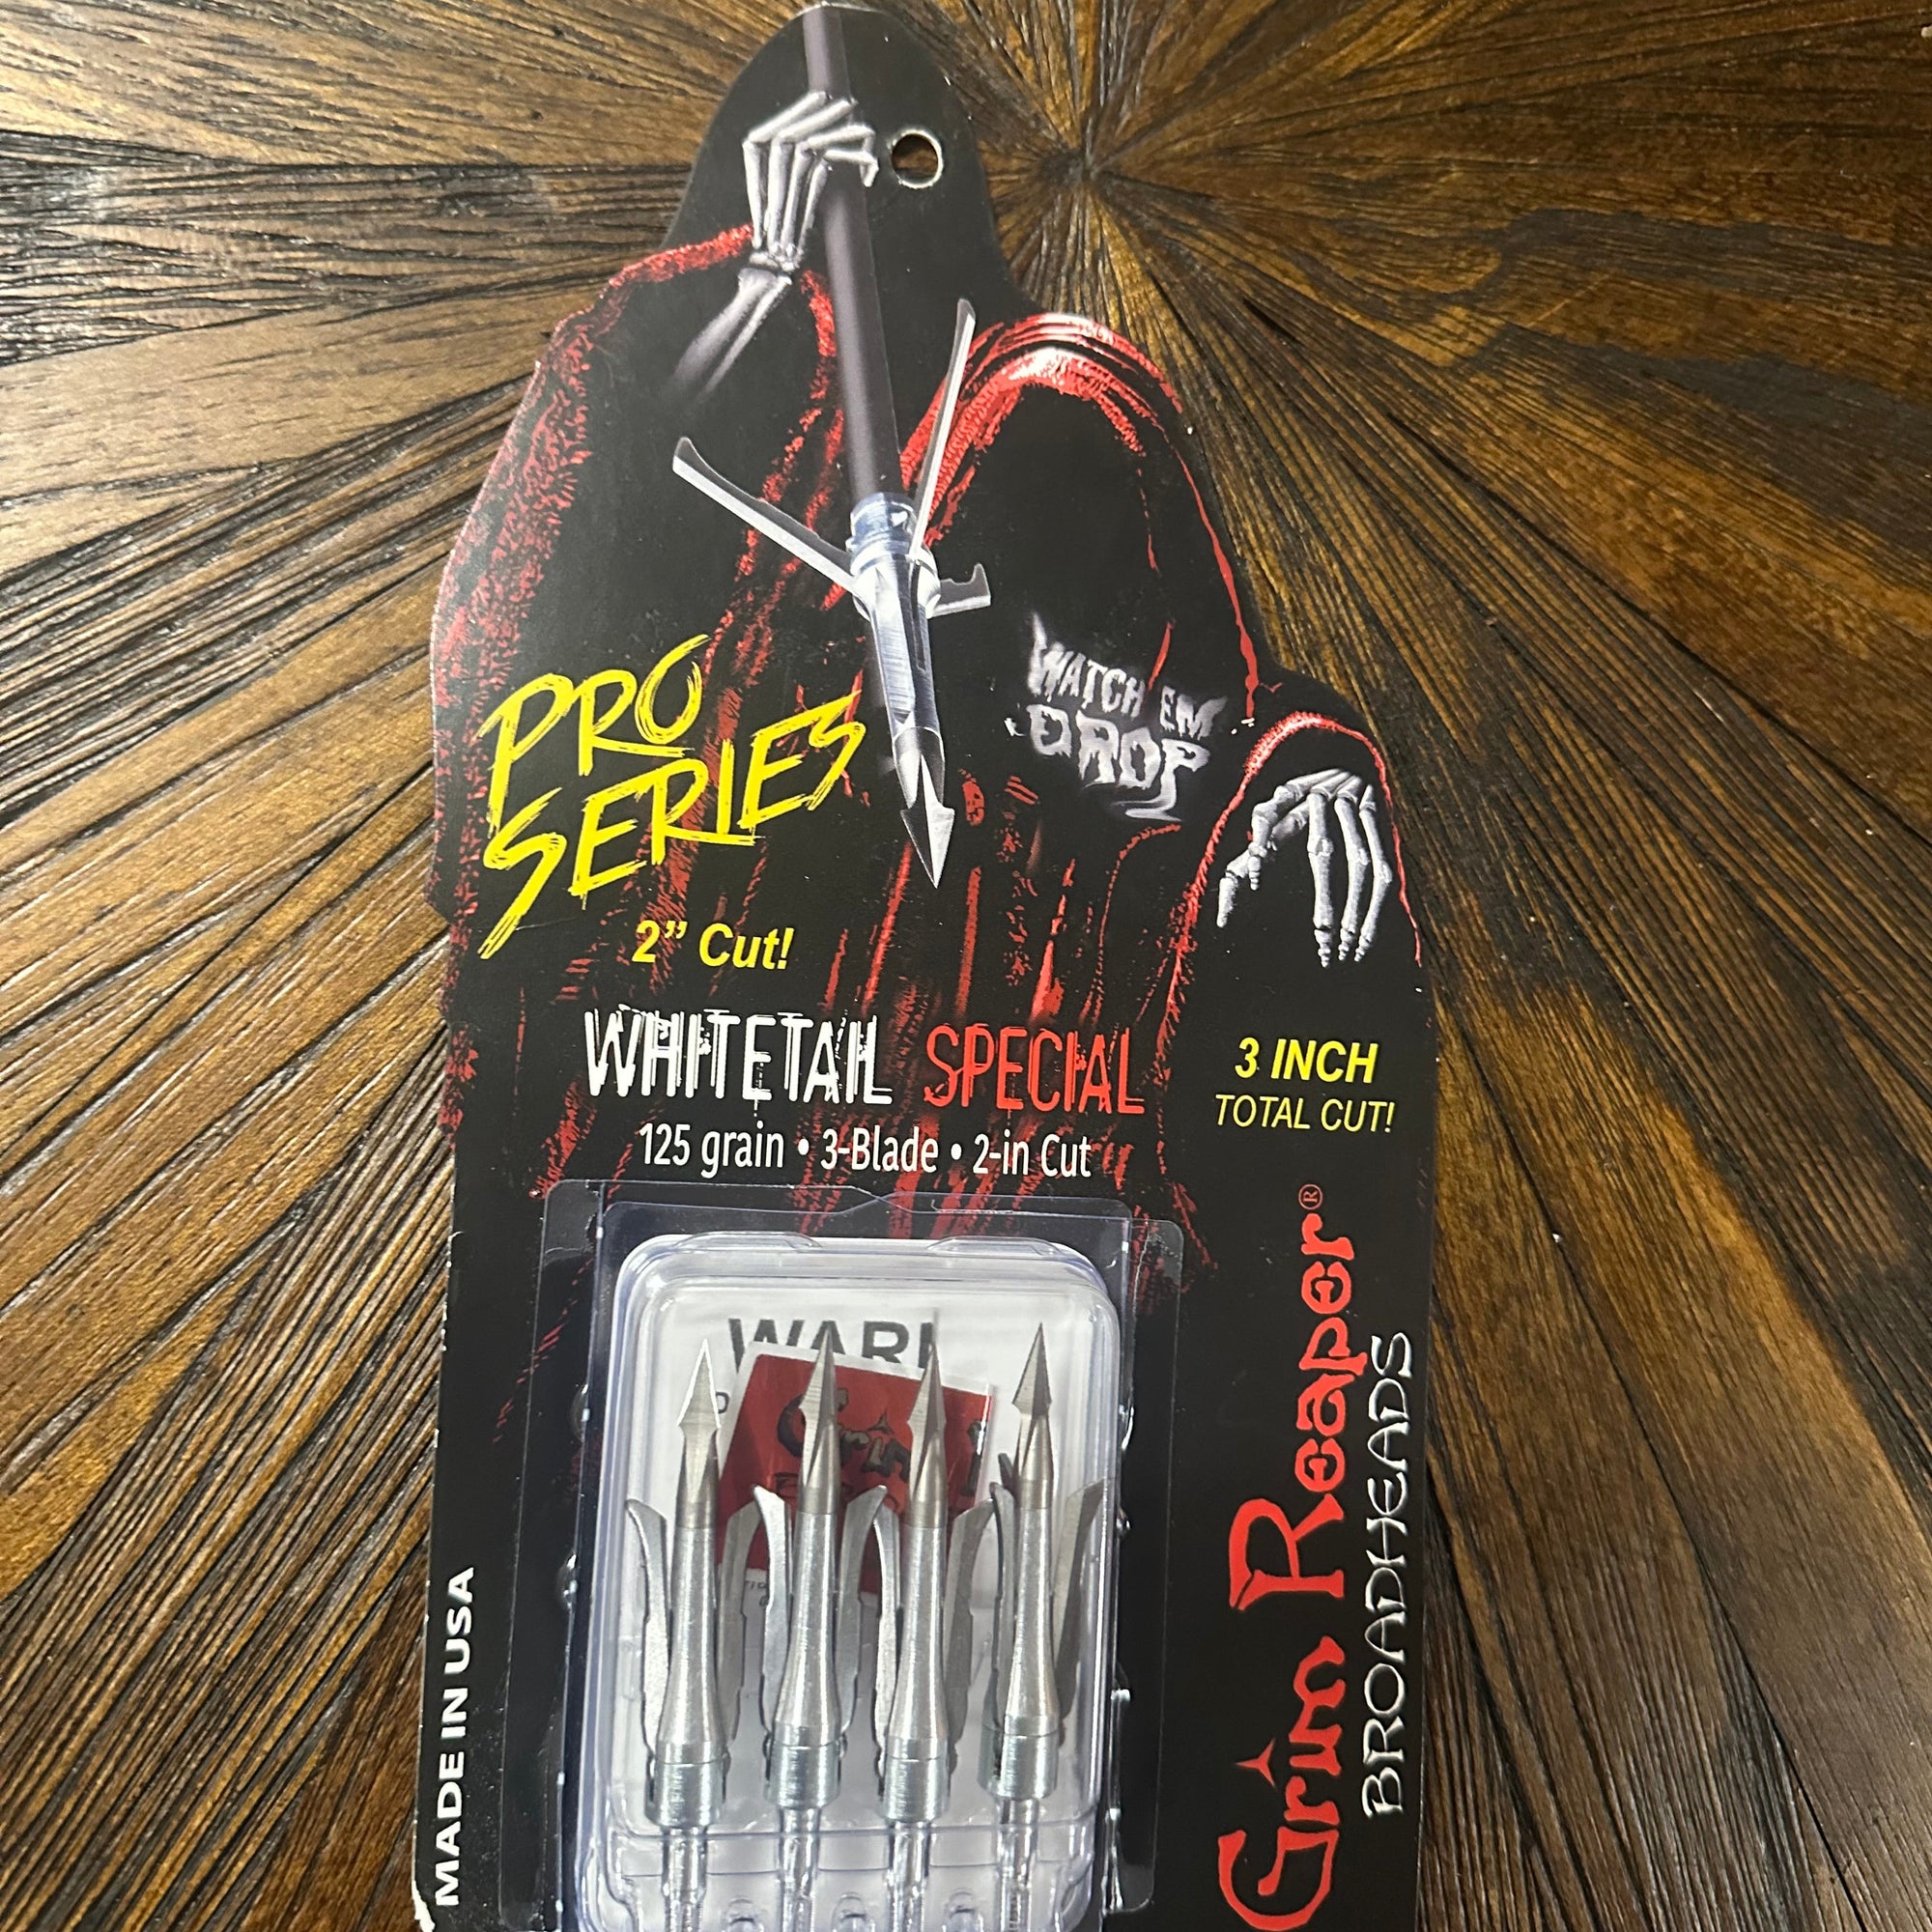 WATCH EM
DROP
PRO
SERIES
2” Cut!
WHITETAIL SPECIAL
125 grain • 3-Blade • 2-in Cut
3 INCH
TOTAL CUT!
Grim Reaper®
BROADHEADS
MADE IN USA